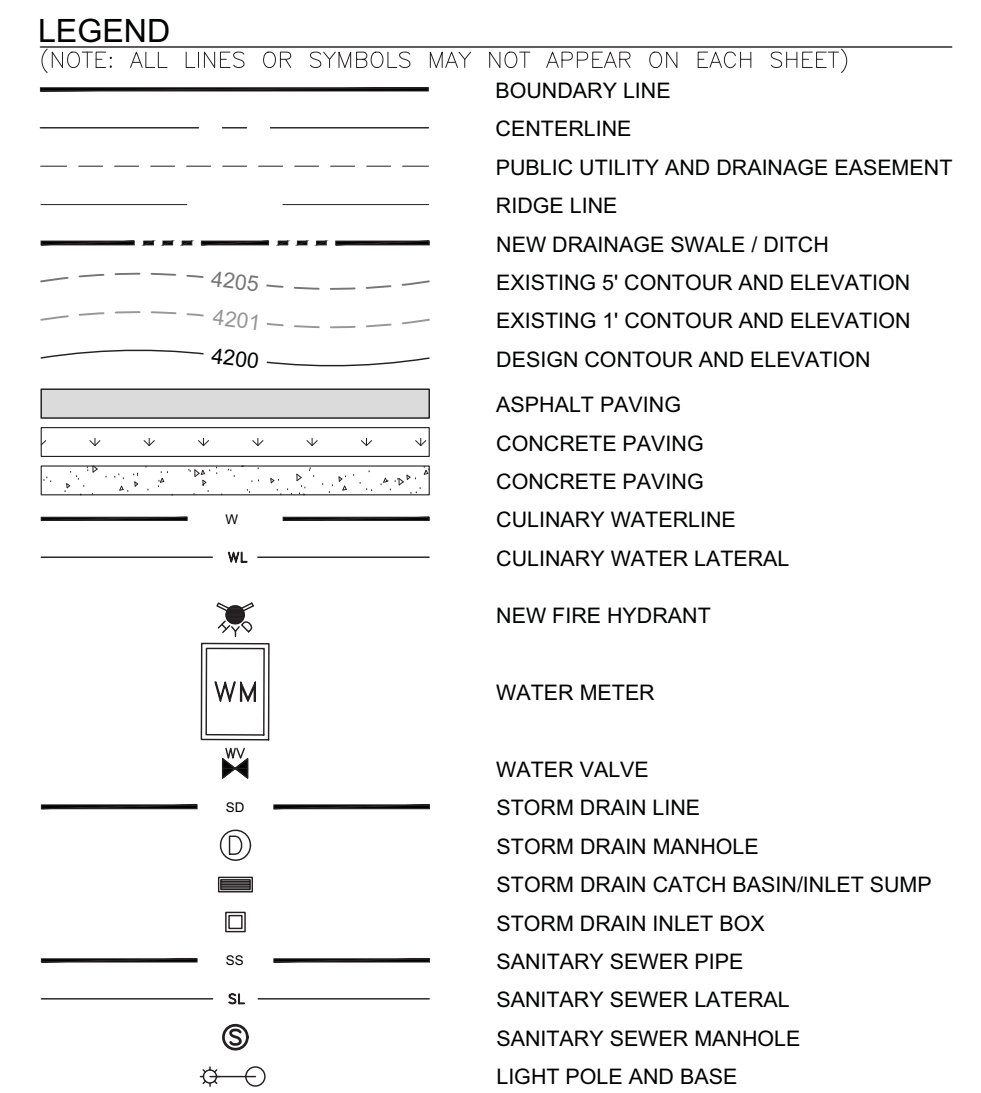 LEGEND
(NOTE: ALL LINES OR SYMBOLS MAY NOT APPEAR ON EACH SHEET)
BOUNDARY LINE
CENTERLINE
PUBLIC UTILITY AND DRAINAGE EASEMENT
RIDGE LINE
NEW DRAINAGE SWALE / DITCH
4205 EXISTING 5' CONTOUR AND ELEVATION
4201 EXISTING 1' CONTOUR AND ELEVATION
4200 DESIGN CONTOUR AND ELEVATION
ASPHALT PAVING
CONCRETE PAVING
CONCRETE PAVING
W CULINARY WATERLINE
WL CULINARY WATER LATERAL
HYD NEW FIRE HYDRANT
WM WATER METER
WV WATER VALVE
SD STORM DRAIN LINE
D STORM DRAIN MANHOLE
STORM DRAIN CATCH BASIN/INLET SUMP
STORM DRAIN INLET BOX
SS SANITARY SEWER PIPE
SL SANITARY SEWER LATERAL
S SANITARY SEWER MANHOLE
LIGHT POLE AND BASE